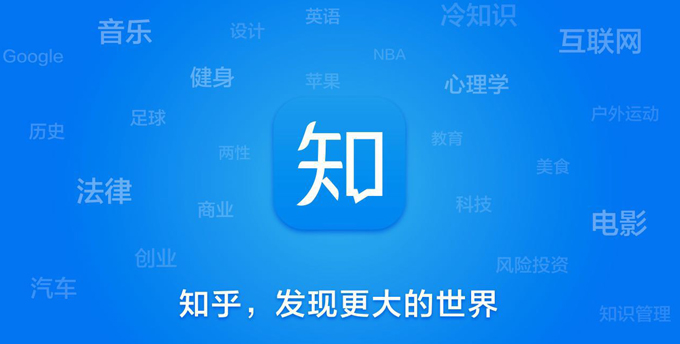 英语
冷知识
音乐
设计
互联网
Google
NBA
健身
苹果
心理学
户外运动
历史
足球
知
教育
两性
美食
法律
商业
科技
电影
创业
风险投资
汽车
知乎，发现更大的世界
知识管理